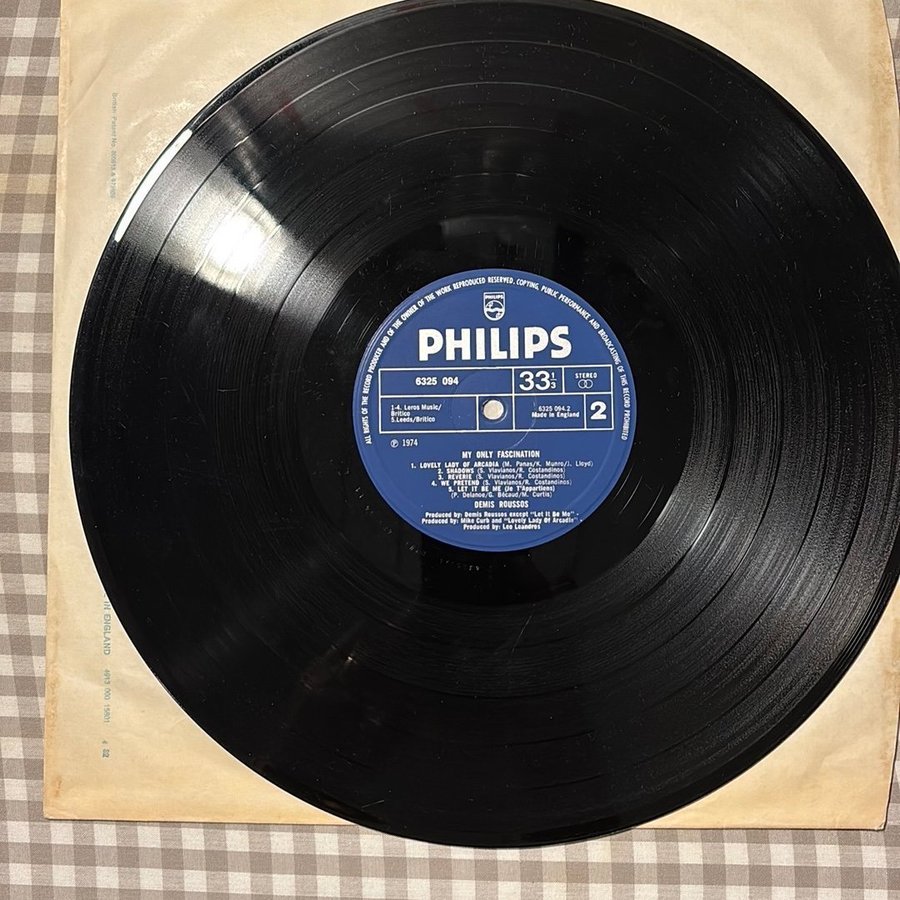 ALL RIGHTS OF THE RECORD PRODUCER AND OF THE OWNER OF THE WORK REPRODUCED RESERVED. COPYING, PUBLIC PERFORMANCE AND BROADCASTING OF THIS RECORD PROHIBITED
PHILIPS
PHILIPS
6325 094
33⅓
STEREO
1-4. Leros Music/
Britico
5.Leeds/Britico
6325 094.2
Made in England
2
℗ 1974
MY ONLY FASCINATION
1. LOVELY LADY OF ARCADIA (M. Panas/K. Munro/J. Lloyd)
2. SHADOWS (S. Vlavianos/R. Costandinos)
3. REVERIE (S. Vlavianos/R. Costandinos)
4. WE PRETEND (S. Vlavianos/R. Costandinos)
5. LET IT BE ME (Je T'Appartiens)
(P. Delanoe/G. Bécaud/M. Curtis)
DEMIS ROUSSOS
Produced by: Demis Roussos except "Let It Be Me" -
Produced by: Mike Curb and "Lovely Lady Of Arcadia" -
Produced by: Leo Leandros
British Patent No.
IN ENGLAND